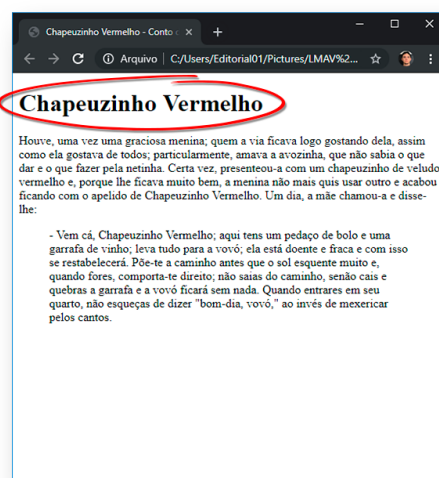 Chapeuzinho Vermelho - Conto
Arquivo | C:/Users/Editorial01/Pictures/LMAV%2...
Chapeuzinho Vermelho
Houve, uma vez uma graciosa menina; quem a via ficava logo gostando dela, assim
como ela gostava de todos; particularmente, amava a avozinha, que não sabia o que
dar e o que fazer pela netinha. Certa vez, presenteou-a com um chapeuzinho de veludo
vermelho e, porque lhe ficava muito bem, a menina não mais quis usar outro e acabou
ficando com o apelido de Chapeuzinho Vermelho. Um dia, a mãe chamou-a e disse-
lhe:
- Vem cá, Chapeuzinho Vermelho; aqui tens um pedaço de bolo e uma
garrafa de vinho; leva tudo para a vovó; ela está doente e fraca e com isso
se restabelecerá. Põe-te a caminho antes que o sol esquente muito e,
quando fores, comporta-te direito; não saias do caminho, senão cais e
quebras a garrafa e a vovó ficará sem nada. Quando entrares em seu
quarto, não esqueças de dizer "bom-dia, vovó," ao invés de mexericar
pelos cantos.